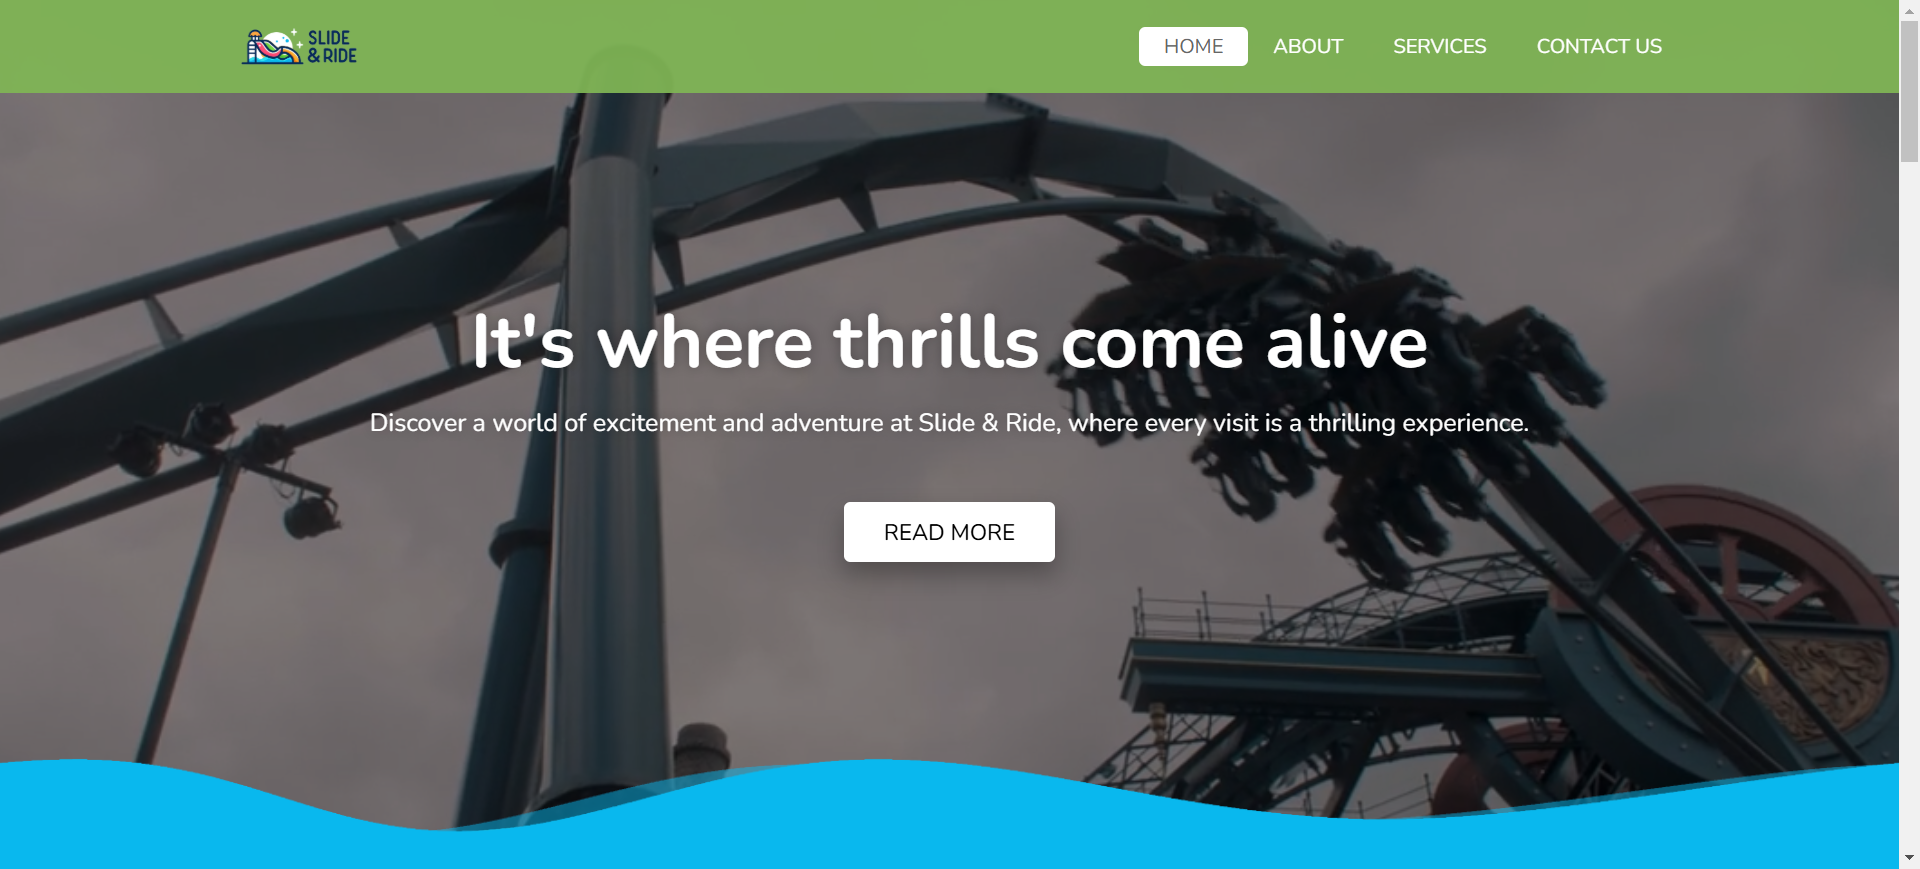 SLIDE
& RIDE
HOME
ABOUT
SERVICES
CONTACT US
It's where thrills come alive
Discover a world of excitement and adventure at Slide & Ride, where every visit is a thrilling experience.
READ MORE